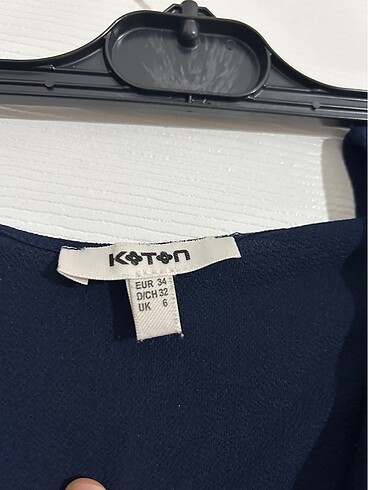 KOTON
EUR 34
D/CH 32
UK 6